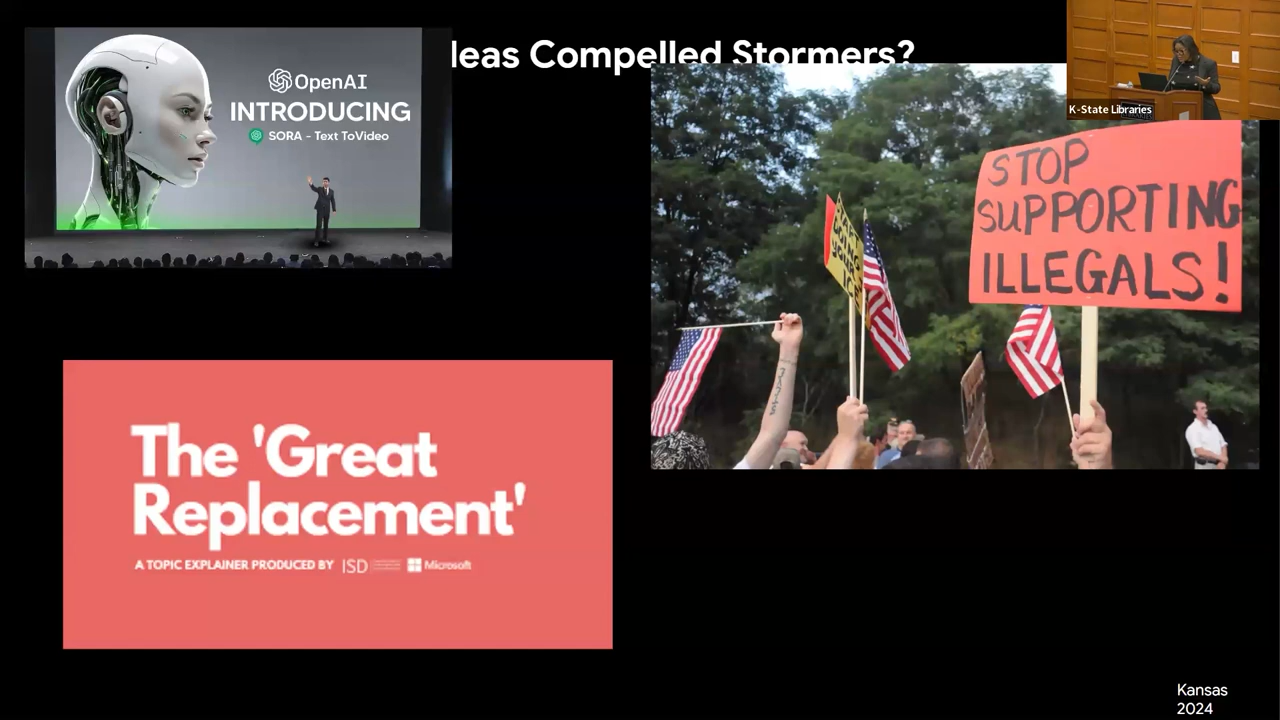 deas Compelled Stormers?
OpenAI
INTRODUCING
SORA - Text ToVideo
K-State Libraries
STOP
SUPPORTING
ILLEGALS!
The 'Great
Replacement'
A TOPIC EXPLAINER PRODUCED BY ISD Microsoft
Kansas
2024